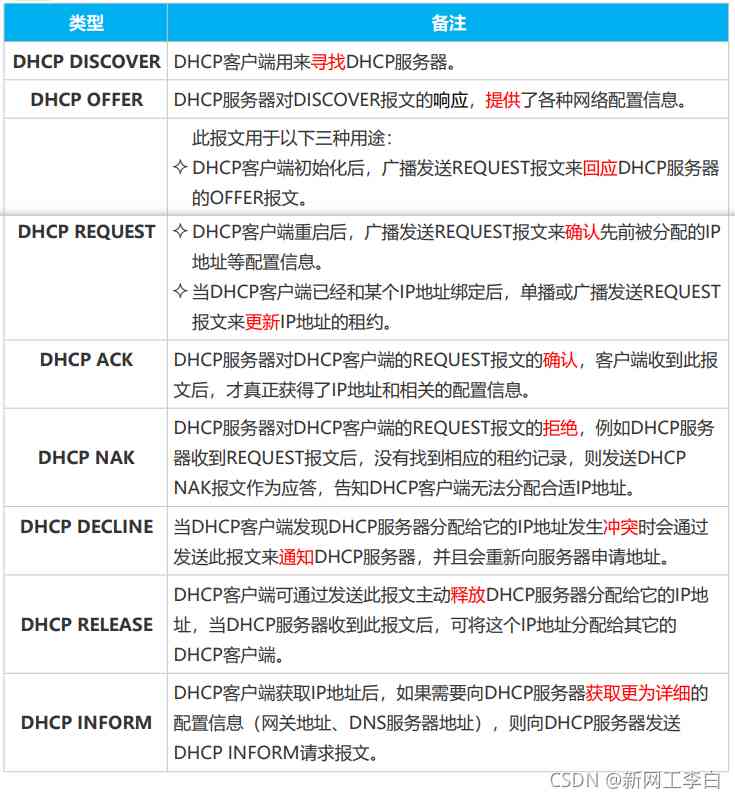 类型 备注
DHCP DISCOVER DHCP客户端用来寻找DHCP服务器。
DHCP OFFER DHCP服务器对DISCOVER报文的响应，提供了各种网络配置信息。
此报文用于以下三种用途：
✧ DHCP客户端初始化后，广播发送REQUEST报文来回应DHCP服务器
的OFFER报文。
DHCP REQUEST ✧ DHCP客户端重启后，广播发送REQUEST报文来确认先前被分配的IP
地址等配置信息。
✧ 当DHCP客户端已经和某个IP地址绑定后，单播或广播发送REQUEST
报文来更新IP地址的租约。
DHCP ACK DHCP服务器对DHCP客户端的REQUEST报文的确认，客户端收到此报
文后，才真正获得了IP地址和相关的配置信息。
DHCP服务器对DHCP客户端的REQUEST报文的拒绝，例如DHCP服务
DHCP NAK 器收到REQUEST报文后，没有找到相应的租约记录，则发送DHCP
NAK报文作为应答，告知DHCP客户端无法分配合适IP地址。
DHCP DECLINE 当DHCP客户端发现DHCP服务器分配给它的IP地址发生冲突时会通过
发送此报文来通知DHCP服务器，并且会重新向服务器申请地址。
DHCP客户端可通过发送此报文主动释放DHCP服务器分配给它的IP地
DHCP RELEASE 址，当DHCP服务器收到此报文后，可将这个IP地址分配给其它的
DHCP客户端。
DHCP客户端获取IP地址后，如果需要向DHCP服务器获取更为详细的
DHCP INFORM 配置信息（网关地址、DNS服务器地址），则向DHCP服务器发送
DHCP INFORM请求报文。
CSDN @新网工李白